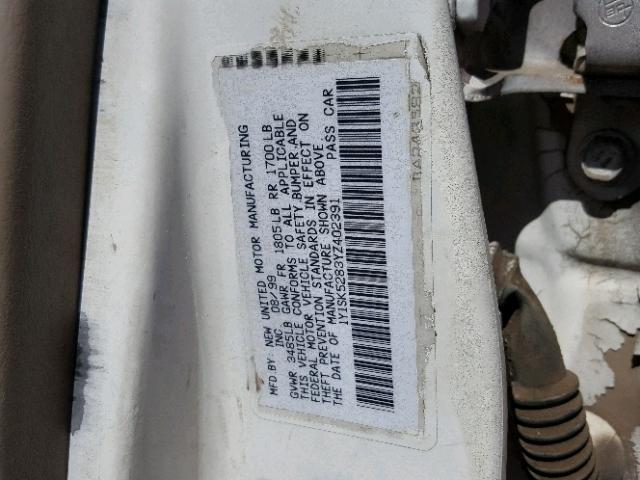 MFD BY: NEW UNITED MOTOR MANUFACTURING
INC. 08/99
GVWR 3485LB GAWR FR 1805LB RR 1700LB
THIS VEHICLE CONFORMS TO ALL APPLICABLE
FEDERAL MOTOR VEHICLE SAFETY,BUMPER AND
THEFT PREVENTION STANDARDS IN EFFECT ON
THE DATE OF MANUFACTURE SHOWN ABOVE
1Y1SK5283YZ402391 PASS CAR